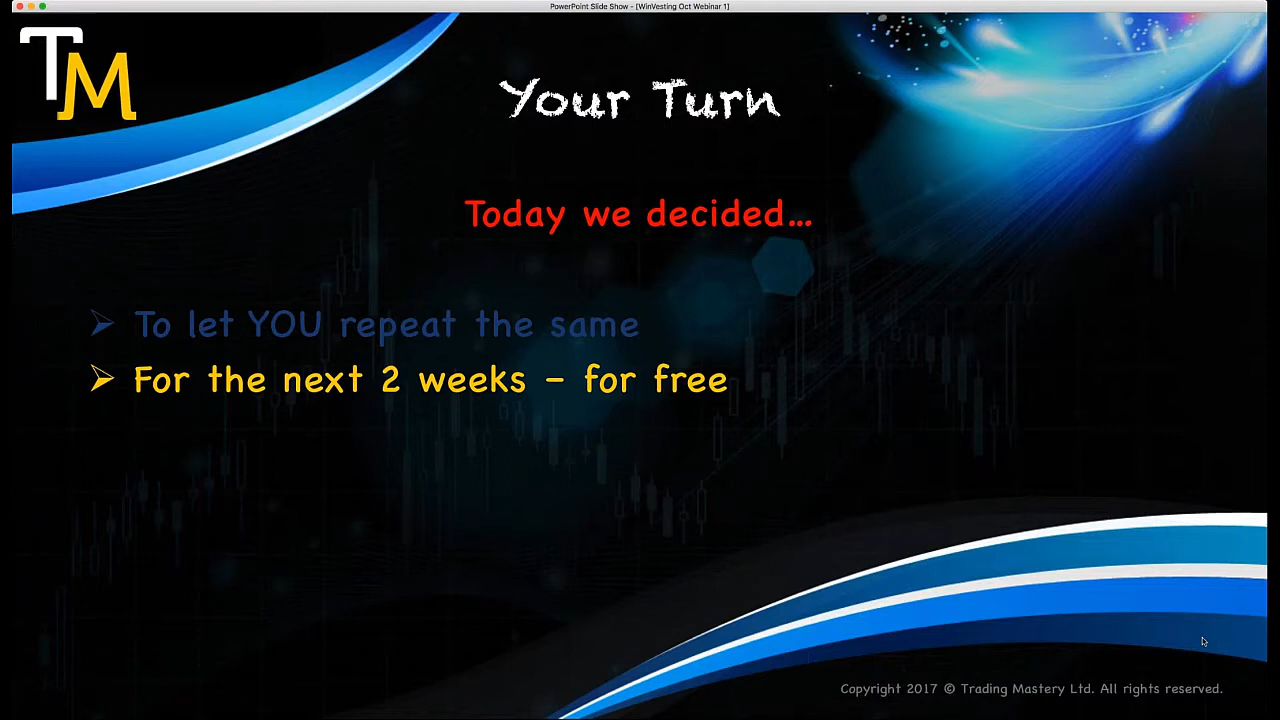 PowerPoint Slide Show - [WinVesting Oct Webinar 1]
TM
Your Turn
Today we decided...
➢ To let YOU repeat the same
➢ For the next 2 weeks – for free
Copyright 2017 © Trading Mastery Ltd. All rights reserved.